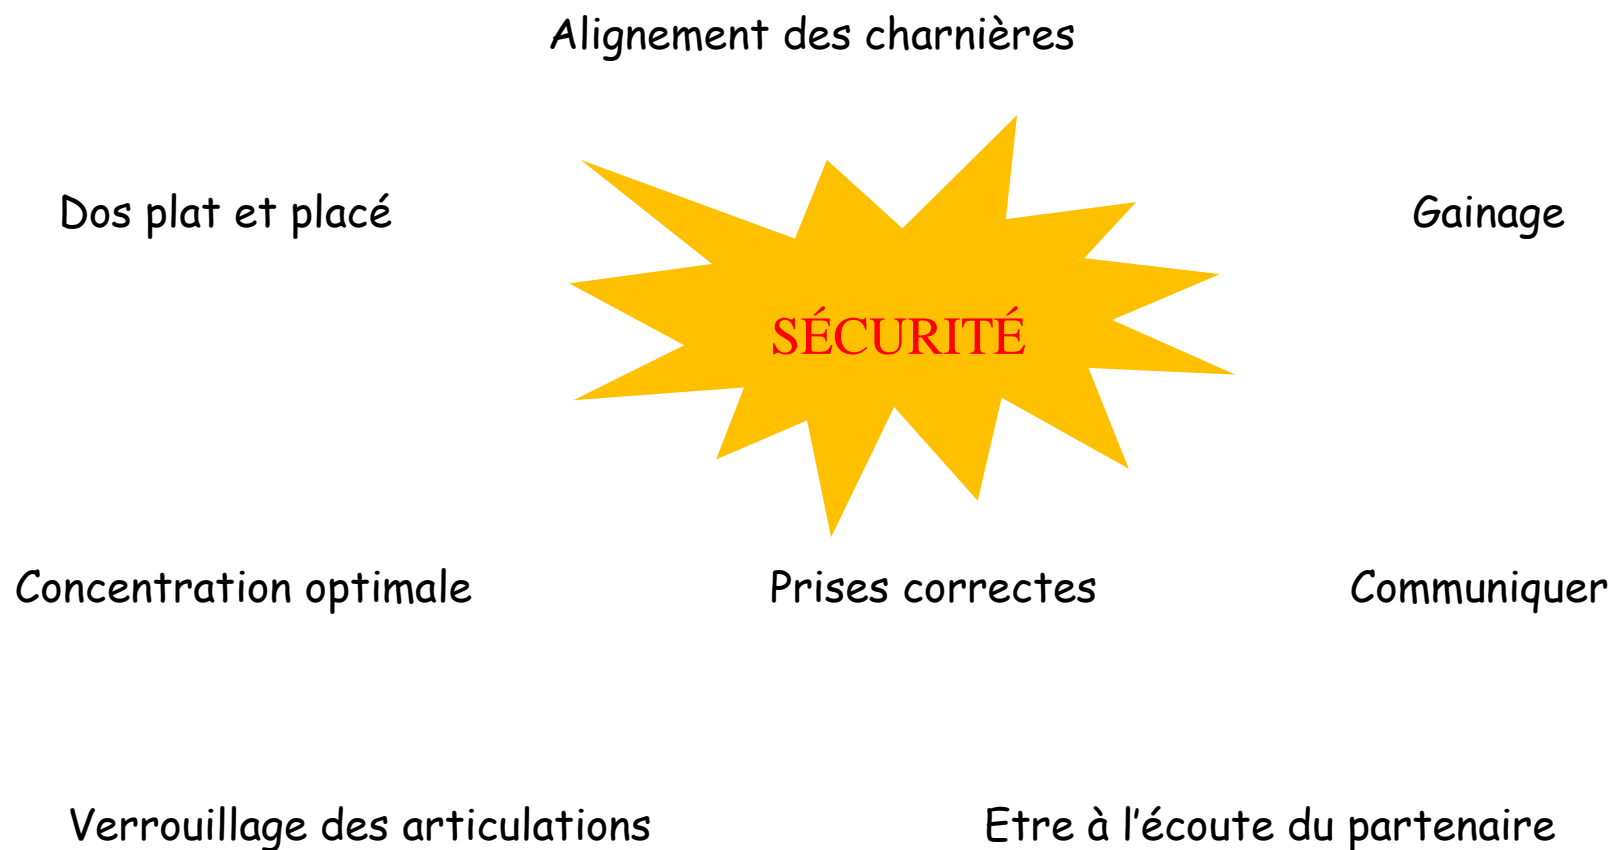 Alignement des charnières
Dos plat et placé
Gainage
SÉCURITÉ
Concentration optimale
Prises correctes
Communiquer
Verrouillage des articulations
Etre à l’écoute du partenaire